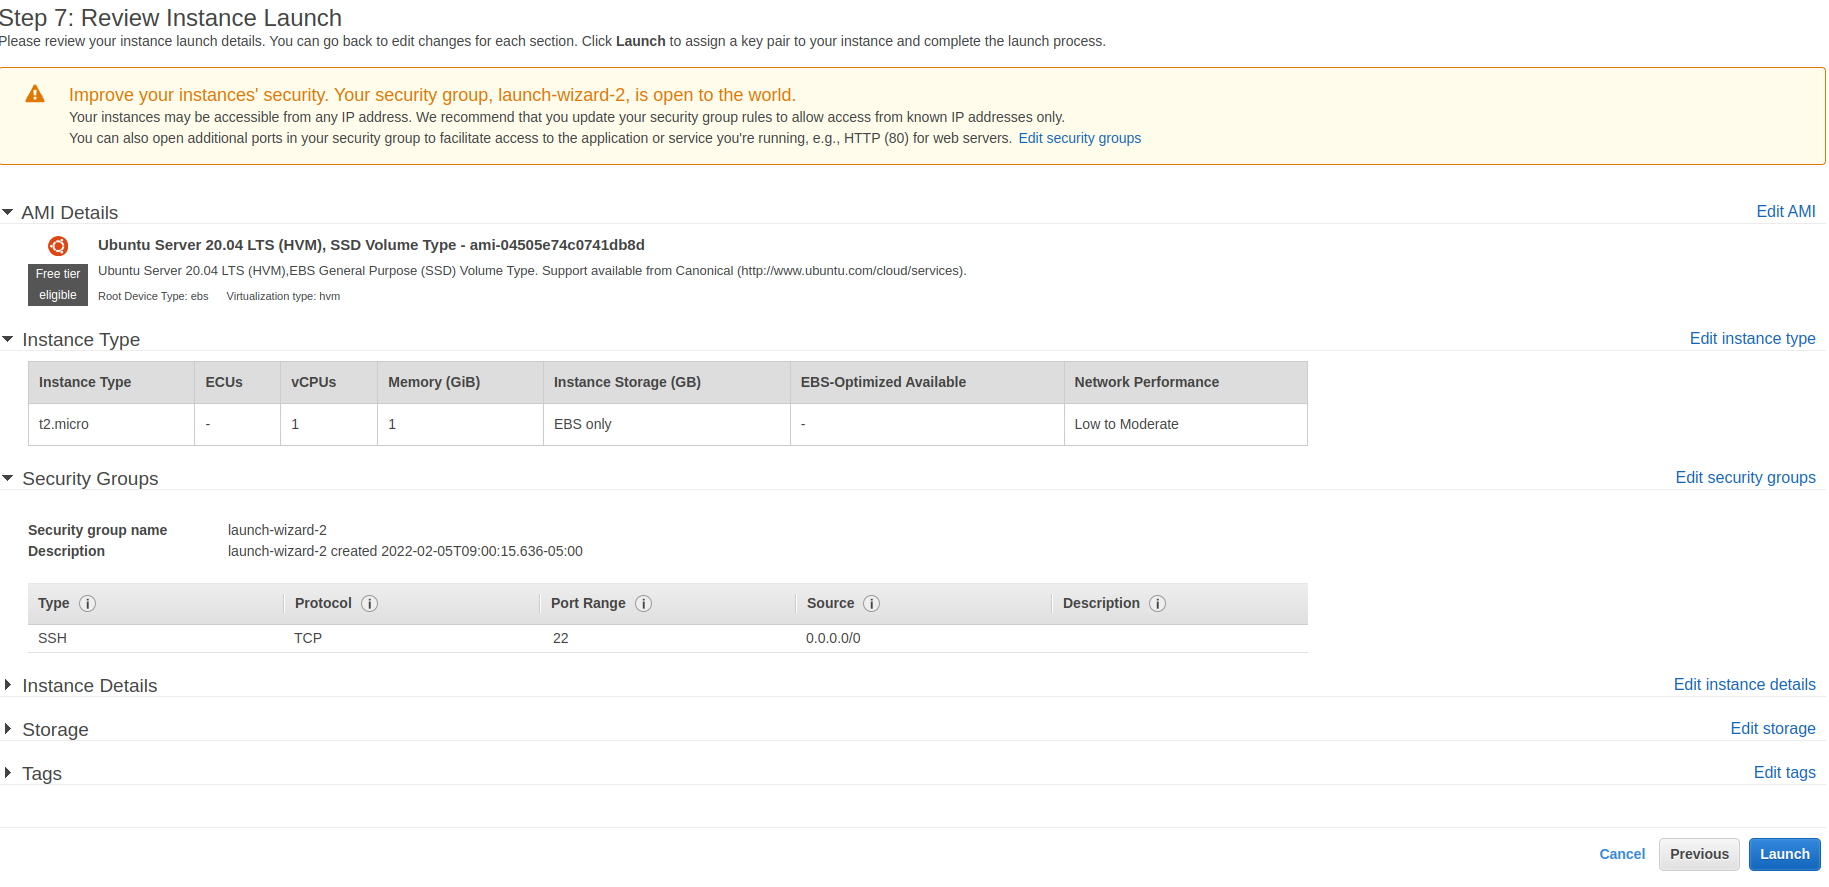 Step 7: Review Instance Launch
Please review your instance launch details. You can go back to edit changes for each section. Click Launch to assign a key pair to your instance and complete the launch process.
Improve your instances' security. Your security group, launch-wizard-2, is open to the world.
Your instances may be accessible from any IP address. We recommend that you update your security group rules to allow access from known IP addresses only.
You can also open additional ports in your security group to facilitate access to the application or service you're running, e.g., HTTP (80) for web servers. Edit security groups
AMI Details Edit AMI
Ubuntu Server 20.04 LTS (HVM), SSD Volume Type - ami-04505e74c0741db8d
Free tier eligible
Ubuntu Server 20.04 LTS (HVM),EBS General Purpose (SSD) Volume Type. Support available from Canonical (http://www.ubuntu.com/cloud/services).
Root Device Type: ebs Virtualization type: hvm
Instance Type Edit instance type
Instance Type ECUs vCPUs Memory (GiB) Instance Storage (GB) EBS-Optimized Available Network Performance
t2.micro - 1 1 EBS only - Low to Moderate
Security Groups Edit security groups
Security group name launch-wizard-2
Description launch-wizard-2 created 2022-02-05T09:00:15.636-05:00
Type i Protocol i Port Range i Source i Description i
SSH TCP 22 0.0.0.0/0
Instance Details Edit instance details
Storage Edit storage
Tags Edit tags
Cancel Previous Launch